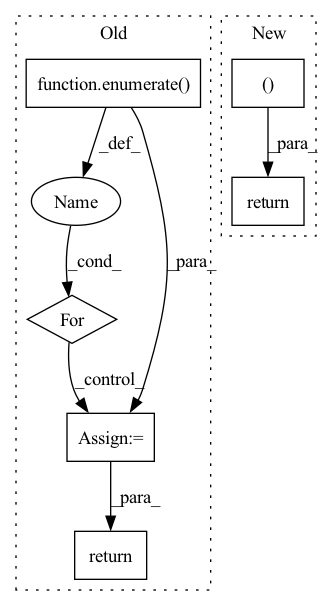 Old
New
function.enumerate()
()
_def_
_para_
Name
return
_cond_
_para_
For
_control_
Assign:=
_para_
return